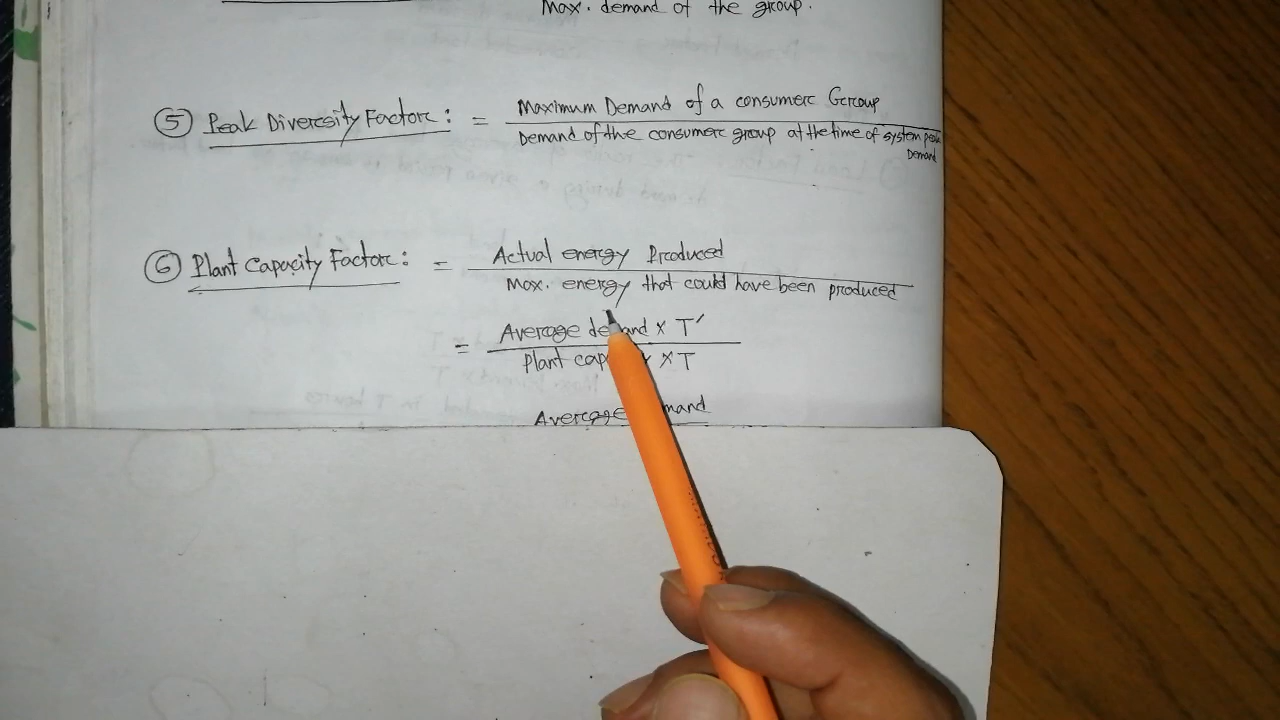 Max. demand of the group.
⑤ Peak Diversity Factor: = Maximum Demand of a consumer Group
Demand of the consumer group at the time of system peak
Demand
⑥ Plant Capacity Factor: = Actual energy Produced
Max. energy that could have been produced
= Average demand × T′
Plant cap × T
Average mand